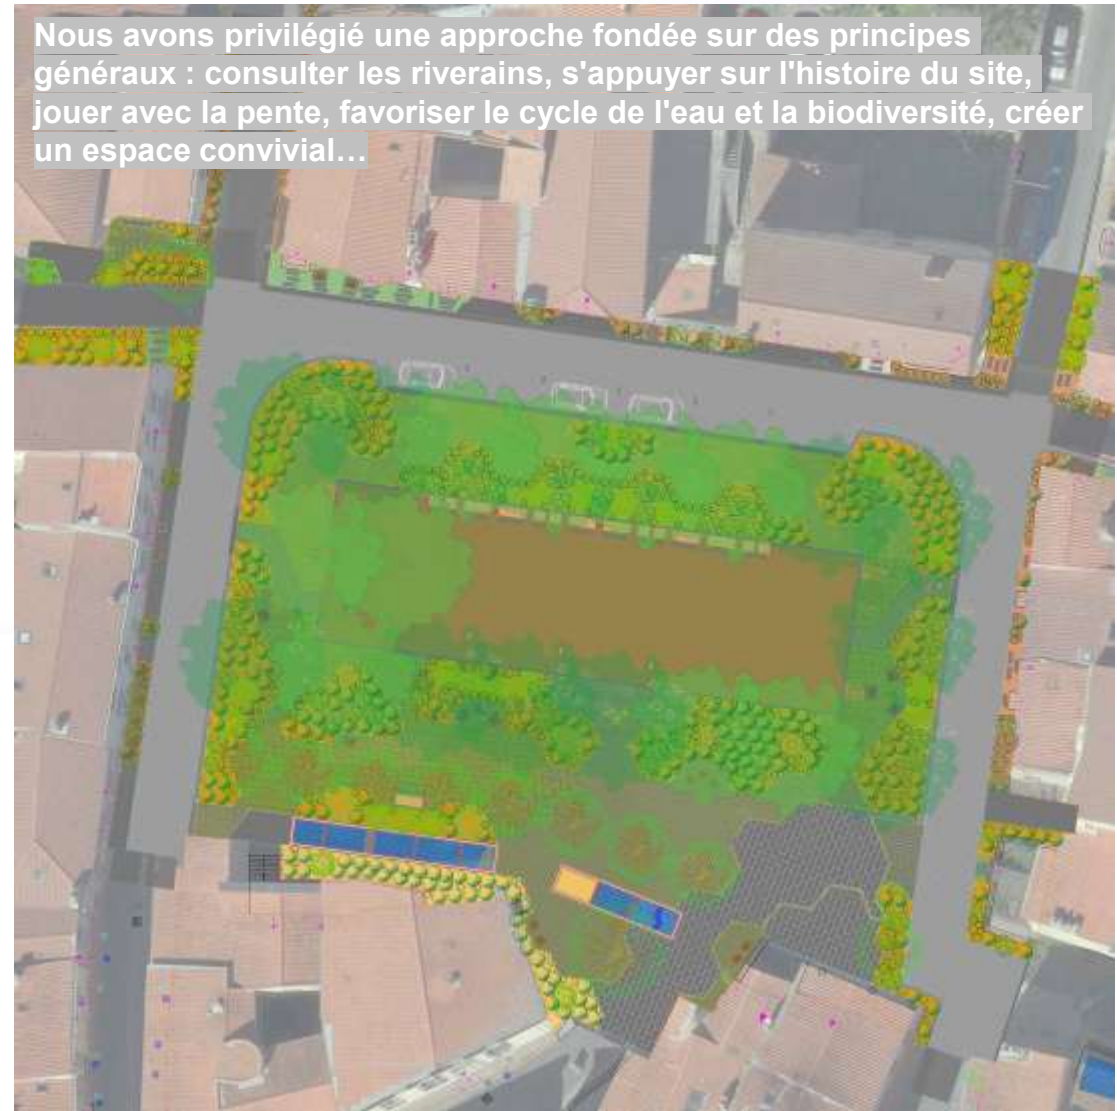 Nous avons privilégié une approche fondée sur des principes
généraux : consulter les riverains, s'appuyer sur l'histoire du site,
jouer avec la pente, favoriser le cycle de l'eau et la biodiversité, créer
un espace convivial…